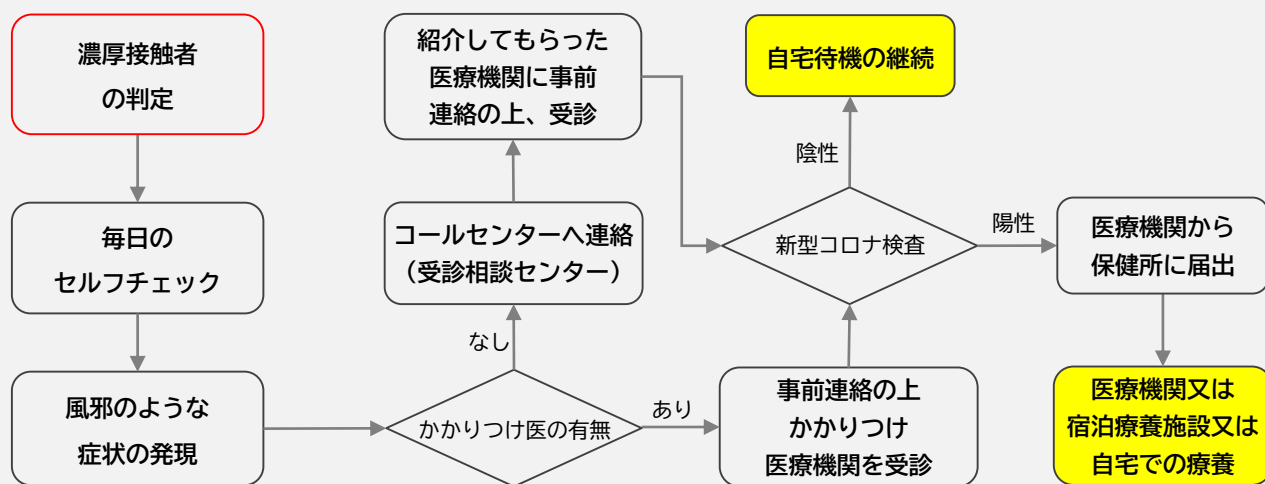 濃厚接触者
の判定
毎日の
セルフチェック
風邪のような
症状の発現
かかりつけ医の有無
なし
コールセンターへ連絡
(受診相談センター)
紹介してもらった
医療機関に事前
連絡の上、受診
あり
事前連絡の上
かかりつけ
医療機関を受診
新型コロナ検査
陰性
自宅待機の継続
陽性
医療機関から
保健所に届出
医療機関又は
宿泊療養施設又は
自宅での療養